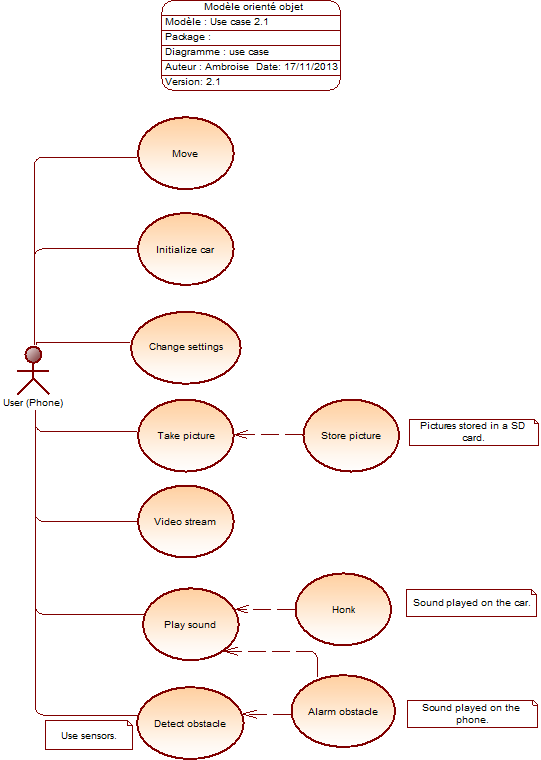 Modèle orienté objet
Modèle : Use case 2.1
Package :
Diagramme : use case
Auteur : Ambroise Date: 17/11/2013
Version: 2.1
Move
Initialize car
Change settings
User (Phone)
Take picture
Store picture
Pictures stored in a SD
card.
Video stream
Play sound
Honk
Sound played on the car.
Detect obstacle
Alarm obstacle
Sound played on the
phone.
Use sensors.